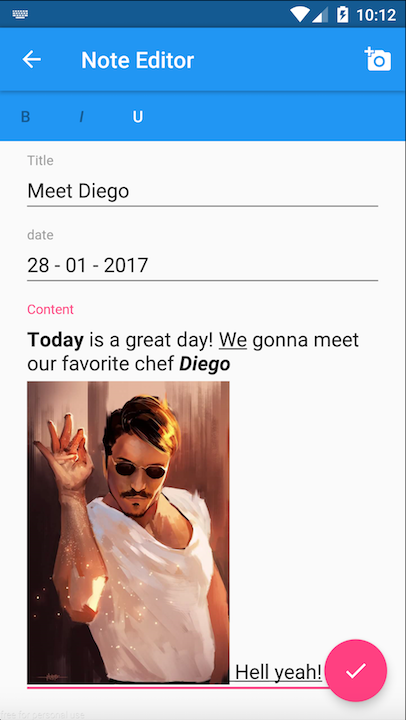 10:12
Note Editor
B I U
Title
Meet Diego
date
28 - 01 - 2017
Content
Today is a great day! We gonna meet
our favorite chef Diego
Hell yeah!
free for personal use